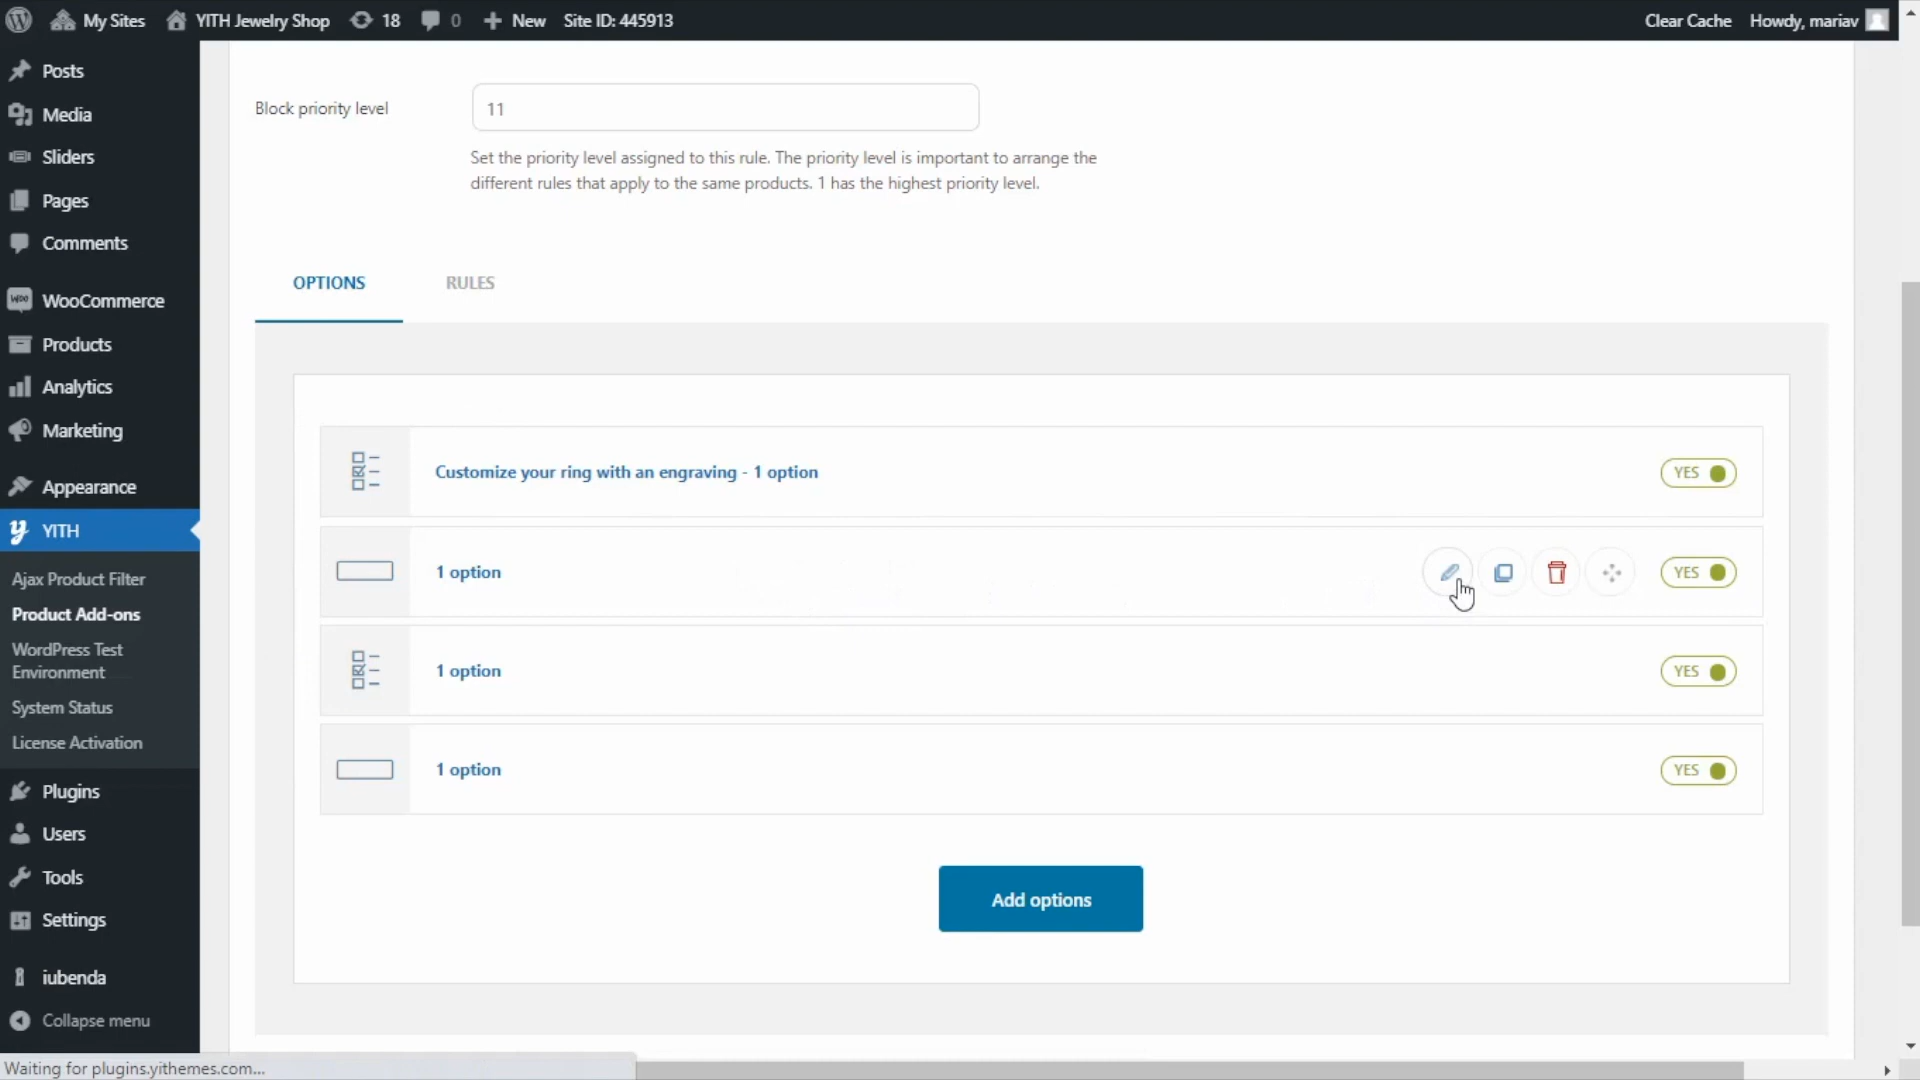 My Sites
YITH Jewelry Shop
18
0
New
Site ID: 445913
Clear Cache
Howdy, mariav
Posts
Media
Sliders
Pages
Comments
WooCommerce
Products
Analytics
Marketing
Appearance
YITH
Ajax Product Filter
Product Add-ons
WordPress Test
Environment
System Status
License Activation
Plugins
Users
Tools
Settings
iubenda
Collapse menu
Block priority level
11
Set the priority level assigned to this rule. The priority level is important to arrange the
different rules that apply to the same products. 1 has the highest priority level.
OPTIONS
RULES
Customize your ring with an engraving - 1 option
YES
1 option
YES
1 option
YES
1 option
YES
Add options
Waiting for plugins.yithemes.com...